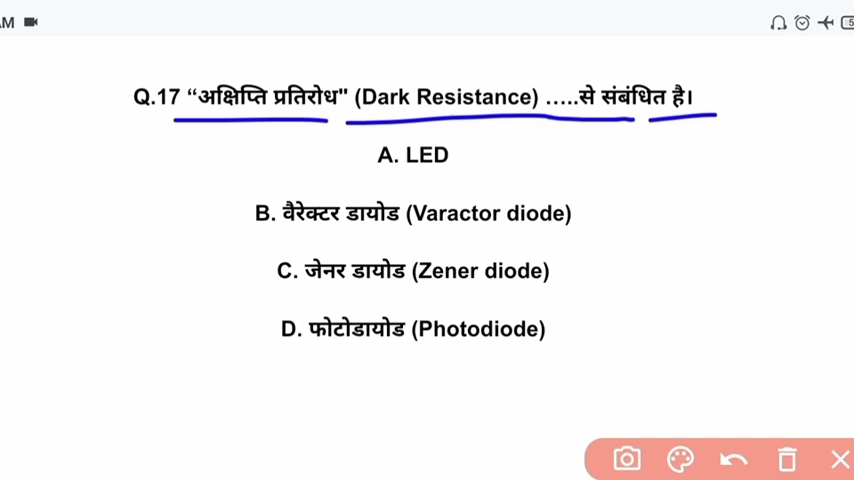 AM
Q.17 “अक्षिप्ति प्रतिरोध" (Dark Resistance) …..से संबंधित है।
A. LED
B. वैरेक्टर डायोड (Varactor diode)
C. जेनर डायोड (Zener diode)
D. फोटोडायोड (Photodiode)